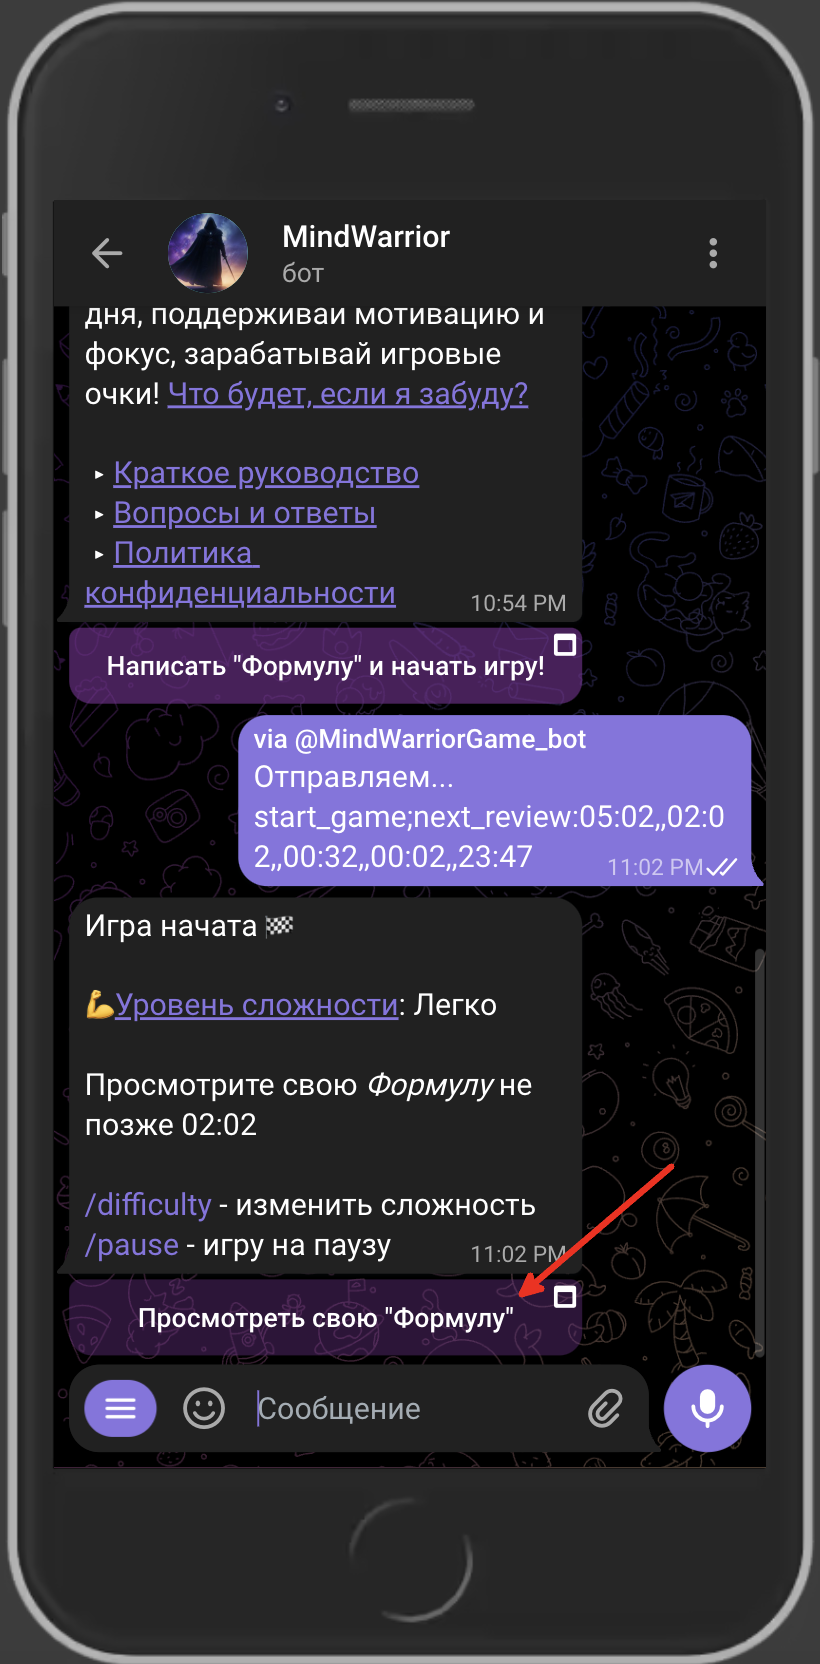 MindWarrior
бот
дня, поддерживай мотивацию и
фокус, зарабатывай игровые
очки! Что будет, если я забуду?
▸ Краткое руководство
▸ Вопросы и ответы
▸ Политика
конфиденциальности
10:54 PM
Написать "Формулу" и начать игру!
via @MindWarriorGame_bot
Отправляем...
start_game;next_review:05:02,,02:0
2,,00:32,,00:02,,23:47
11:02 PM
Игра начата 🏁
💪Уровень сложности: Легко
Просмотрите свою Формулу не
позже 02:02
/difficulty - изменить сложность
/pause - игру на паузу
11:02 PM
Просмотреть свою "Формулу"
Сообщение